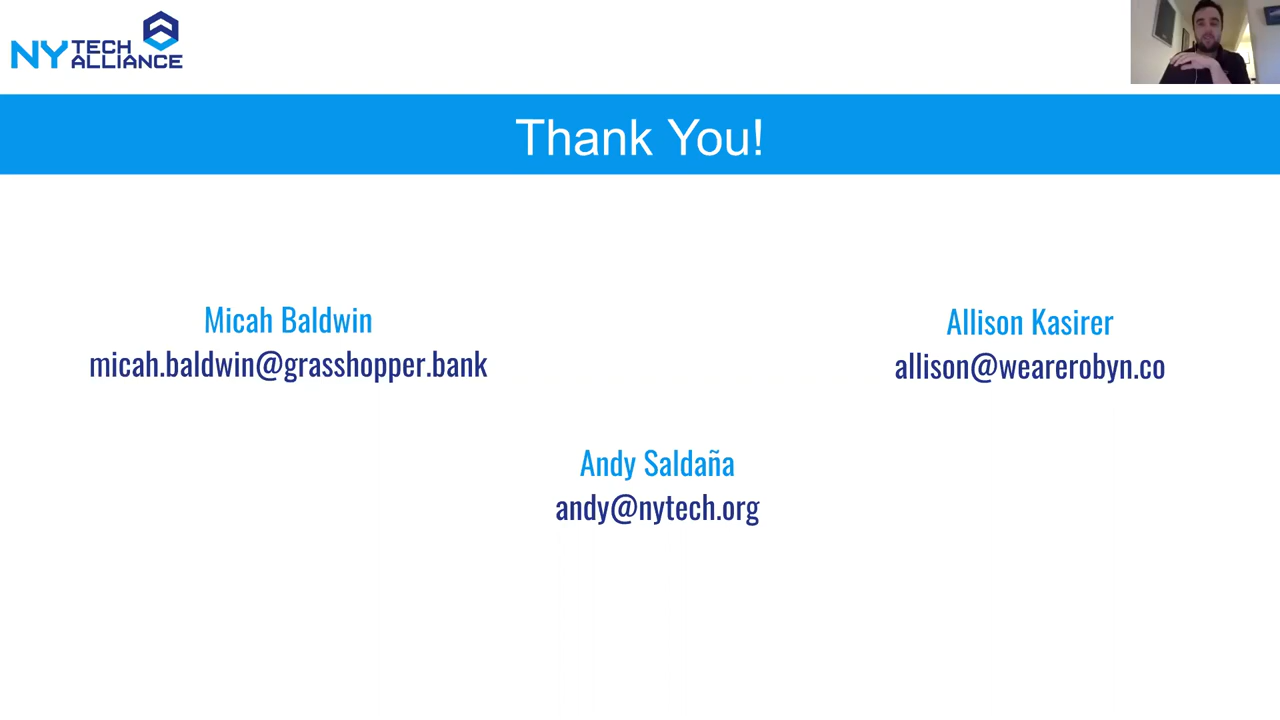 NY TECH
ALLIANCE
Thank You!
Micah Baldwin
micah.baldwin@grasshopper.bank
Allison Kasirer
allison@wearerobyn.co
Andy Saldaña
andy@nytech.org